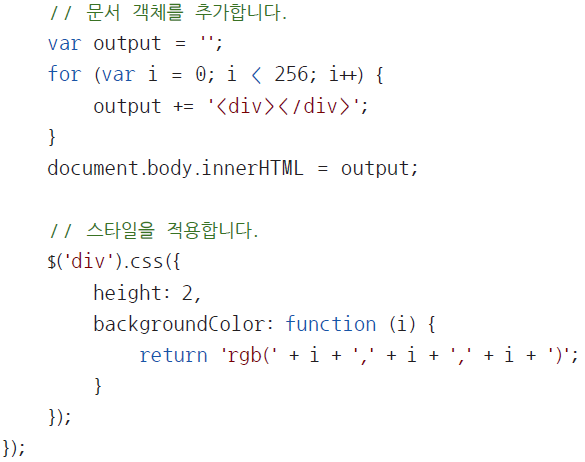 // 문서 객체를 추가합니다.
var output = '';
for (var i = 0; i < 256; i++) {
output += '<div></div>';
}
document.body.innerHTML = output;
// 스타일을 적용합니다.
$('div').css({
height: 2,
backgroundColor: function (i) {
return 'rgb(' + i + ',' + i + ',' + i + ')';
}
});
});